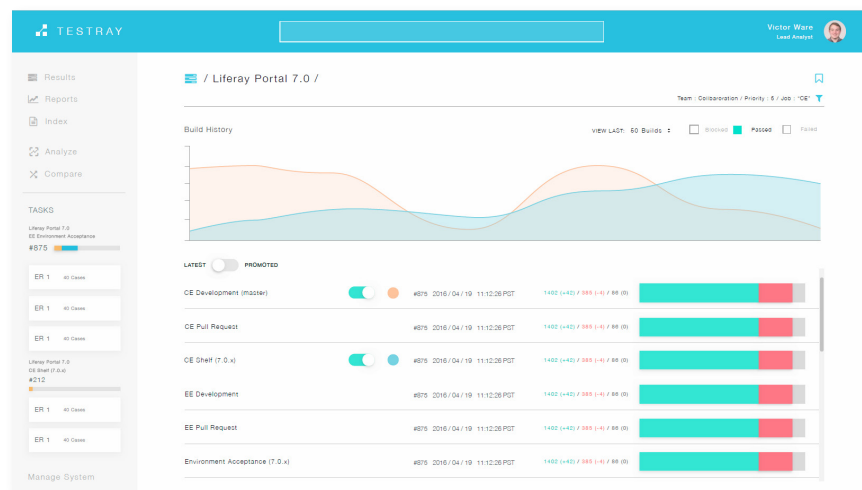 TESTRAY
Victor Ware
Lead Analyst
Results
Reports
Index
Analyze
Compare
TASKS
Liferay Portal 7.0
EE Environment Acceptance
#875
ER 1 40 Cases
ER 1 40 Cases
ER 1 40 Cases
Liferay Portal 7.0
CE Shelf (7.0.x)
#212
ER 1 40 Cases
ER 1 40 Cases
Manage System
/ Liferay Portal 7.0 /
Team : Collaboration / Priority : 5 / Job : "CE"
Build History
VIEW LAST: 50 Builds
Blocked Passed Failed
LATEST PROMOTED
CE Development (master) #875 2016 / 04 / 19 11:12:26 PST 1402 (+42) / 385 (-4) / 86 (0)
CE Pull Request #875 2016 / 04 / 19 11:12:26 PST 1402 (+42) / 385 (-4) / 86 (0)
CE Shelf (7.0.x) #875 2016 / 04 / 19 11:12:26 PST 1402 (+42) / 385 (-4) / 86 (0)
EE Development #875 2016 / 04 / 19 11:12:26 PST 1402 (+42) / 385 (-4) / 86 (0)
EE Pull Request #875 2016 / 04 / 19 11:12:26 PST 1402 (+42) / 385 (-4) / 86 (0)
Environment Acceptance (7.0.x) #875 2016 / 04 / 19 11:12:26 PST 1402 (+42) / 385 (-4) / 86 (0)